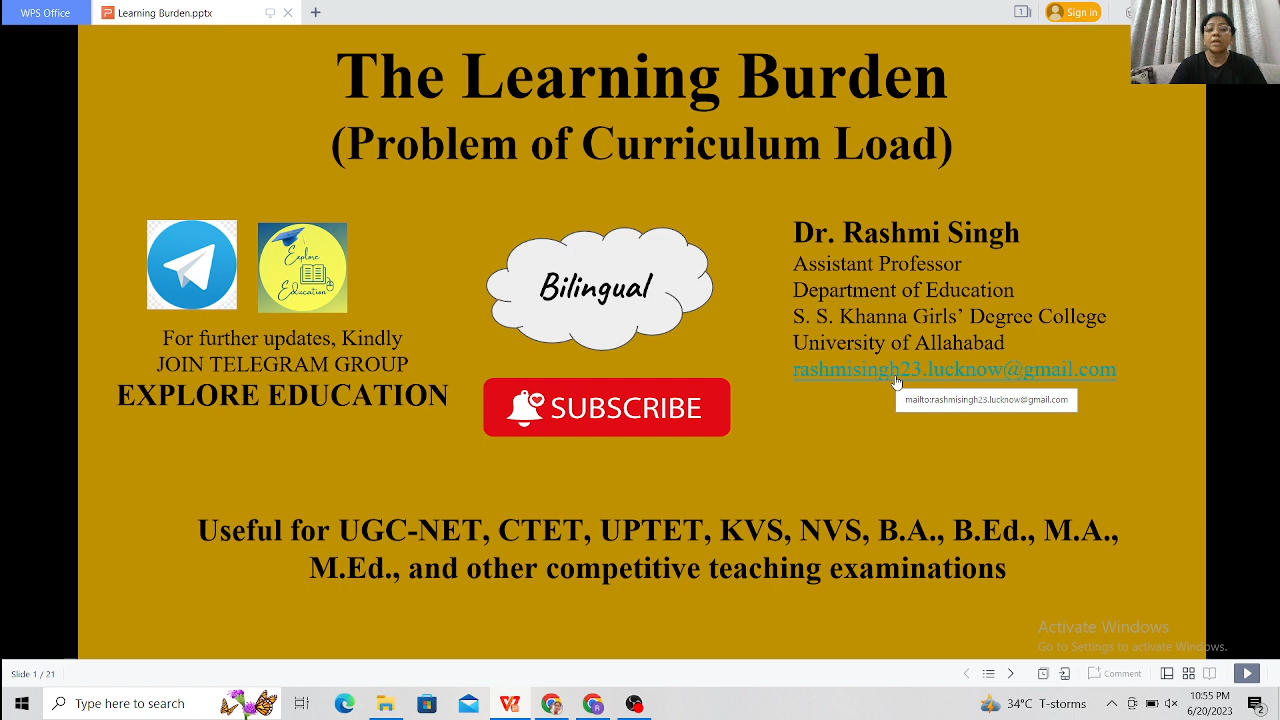 WPS Office
Learning Burden.pptx
Sign in
The Learning Burden
(Problem of Curriculum Load)
Explore
Education
For further updates, Kindly
JOIN TELEGRAM GROUP
EXPLORE EDUCATION
Bilingual
SUBSCRIBE
Dr. Rashmi Singh
Assistant Professor
Department of Education
S. S. Khanna Girls' Degree College
University of Allahabad
rashmisingh23.lucknow@gmail.com
mailto:rashmisingh23.lucknow@gmail.com
Useful for UGC-NET, CTET, UPTET, KVS, NVS, B.A., B.Ed., M.A.,
M.Ed., and other competitive teaching examinations
Activate Windows
Go to Settings to activate Windows.
Slide 1 / 21
Comment
Type here to search
34°C T-storms
10:55 PM
6/20/2023